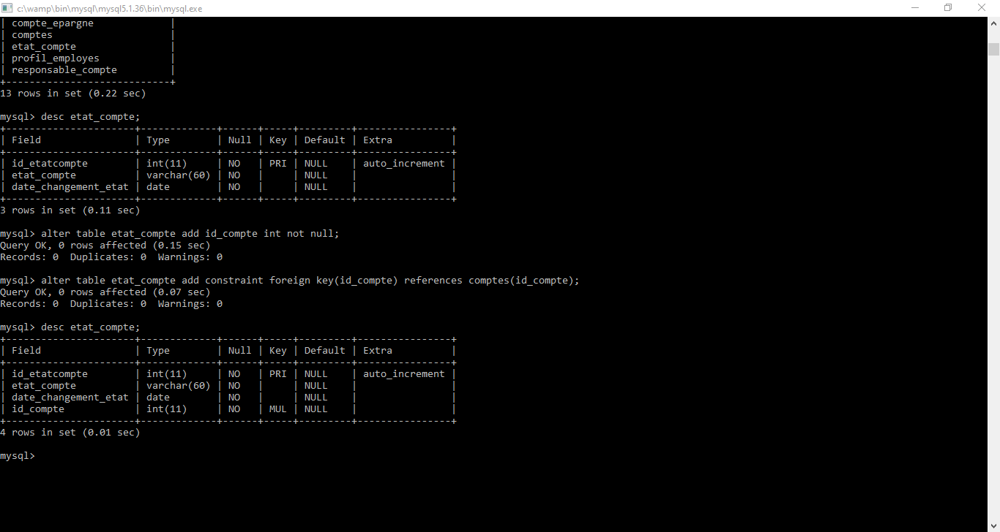 c:\wamp\bin\mysql\mysql5.1.36\bin\mysql.exe
| compte_epargne             |
| comptes                    |
| etat_compte                |
| profil_employes            |
| responsable_compte         |
+----------------------------+
13 rows in set (0.22 sec)
mysql> desc etat_compte;
+----------------------+-------------+------+-----+---------+----------------+
| Field                | Type        | Null | Key | Default | Extra          |
+----------------------+-------------+------+-----+---------+----------------+
| id_etatcompte        | int(11)     | NO   | PRI | NULL    | auto_increment |
| etat_compte          | varchar(60) | NO   |     | NULL    |                |
| date_changement_etat | date        | NO   |     | NULL    |                |
+----------------------+-------------+------+-----+---------+----------------+
3 rows in set (0.11 sec)
mysql> alter table etat_compte add id_compte int not null;
Query OK, 0 rows affected (0.15 sec)
Records: 0  Duplicates: 0  Warnings: 0
mysql> alter table etat_compte add constraint foreign key(id_compte) references comptes(id_compte);
Query OK, 0 rows affected (0.07 sec)
Records: 0  Duplicates: 0  Warnings: 0
mysql> desc etat_compte;
+----------------------+-------------+------+-----+---------+----------------+
| Field                | Type        | Null | Key | Default | Extra          |
+----------------------+-------------+------+-----+---------+----------------+
| id_etatcompte        | int(11)     | NO   | PRI | NULL    | auto_increment |
| etat_compte          | varchar(60) | NO   |     | NULL    |                |
| date_changement_etat | date        | NO   |     | NULL    |                |
| id_compte            | int(11)     | NO   | MUL | NULL    |                |
+----------------------+-------------+------+-----+---------+----------------+
4 rows in set (0.01 sec)
mysql>